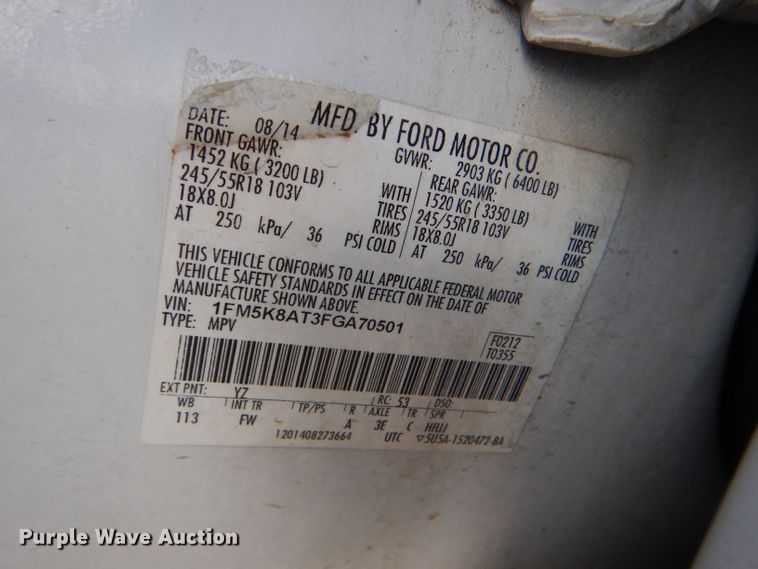 MFD. BY FORD MOTOR CO.
DATE: 08/14
GVWR: 2903 KG ( 6400 LB)
FRONT GAWR:
1452 KG ( 3200 LB) WITH
245/55R18 103V TIRES
18X8.0J RIMS
AT 250 kPa/ 36 PSI COLD
REAR GAWR:
1520 KG ( 3350 LB) WITH
245/55R18 103V TIRES
18X8.0J RIMS
AT 250 kPa/ 36 PSI COLD
THIS VEHICLE CONFORMS TO ALL APPLICABLE FEDERAL MOTOR
VEHICLE SAFETY STANDARDS IN EFFECT ON THE DATE OF
MANUFACTURE SHOWN ABOVE.
VIN: 1FM5K8AT3FGA70501
TYPE: MPV
F0212
T0355
EXT PNT: YZ RC: 53 DSO:
WB INT TR TP/PS R AXLE TR SPR
113 FW A 3E C HHJJ
1201408273664 UTC ▽5U5A-1520472-BA
Purple Wave Auction